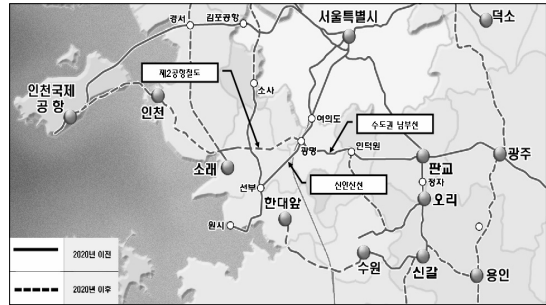 경서
김포공항
서울특별시
덕소
인천국제
공 항
제2공항철도
소사
인천
여의도
수도권 남부선
광명
인덕원
소래
판교
광주
정자
선부
신안산선
한대앞
오리
원시
2020년 이전
2020년 이후
수원
신갈
용인